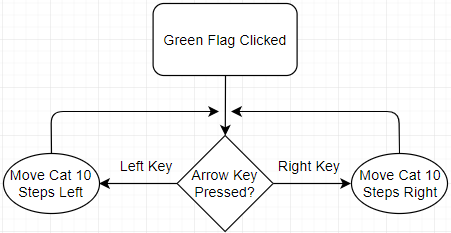 Green Flag Clicked
Left Key
Right Key
Move Cat 10
Steps Left
Arrow Key
Pressed?
Move Cat 10
Steps Right